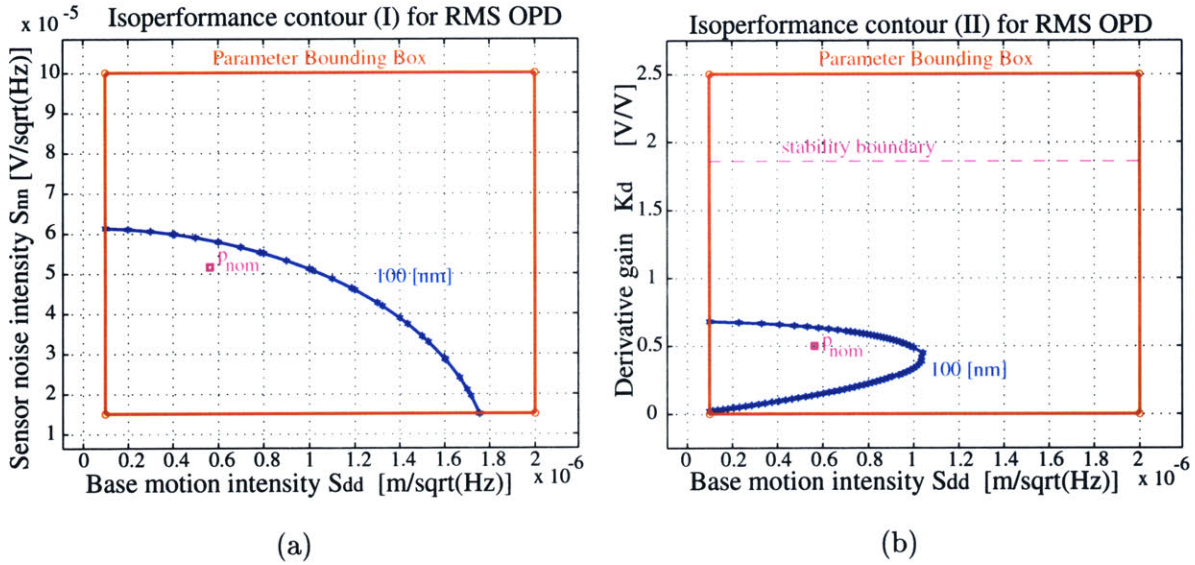 x 10 -5
Isoperformance contour (I) for RMS OPD
Sensor noise intensity Snn [V/sqrt(Hz)]
10
9
8
7
6
5
4
3
2
1
Parameter Bounding Box
Pnom
100 [nm]
0 0.2 0.4 0.6 0.8 1 1.2 1.4 1.6 1.8 2
x 10 -6
Base motion intensity Sdd [m/sqrt(Hz)]
(a)
Isoperformance contour (II) for RMS OPD
Derivative gain Kd [V/V]
2.5
2
1.5
1
0.5
0
Parameter Bounding Box
stability boundary
Pnom
100 [nm]
0 0.2 0.4 0.6 0.8 1 1.2 1.4 1.6 1.8 2
x 10 -6
Base motion intensity Sdd [m/sqrt(Hz)]
(b)